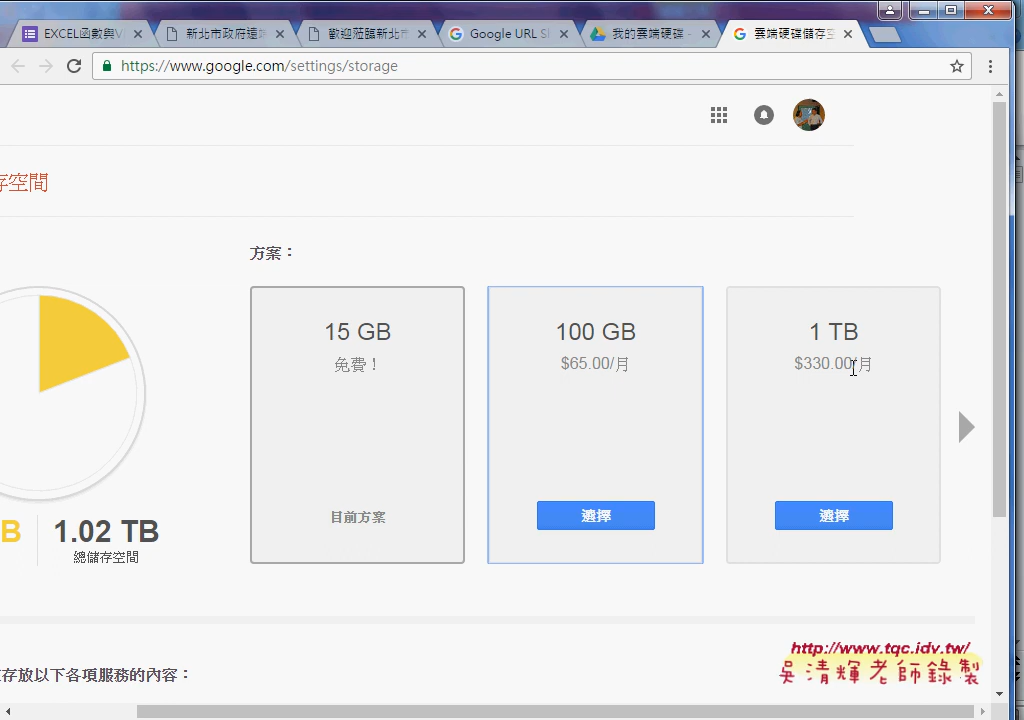 EXCEL函數與V
新北市政府遠端
歡迎蒞臨新北市
Google URL Sh
我的雲端硬碟 -
雲端硬碟儲存空
https://www.google.com/settings/storage
存空間
方案：
15 GB
免費！
目前方案
100 GB
$65.00/月
選擇
1 TB
$330.00/月
選擇
B
1.02 TB
總儲存空間
存放以下各項服務的內容：
http://www.tqc.idv.tw/
吳清輝老師錄製